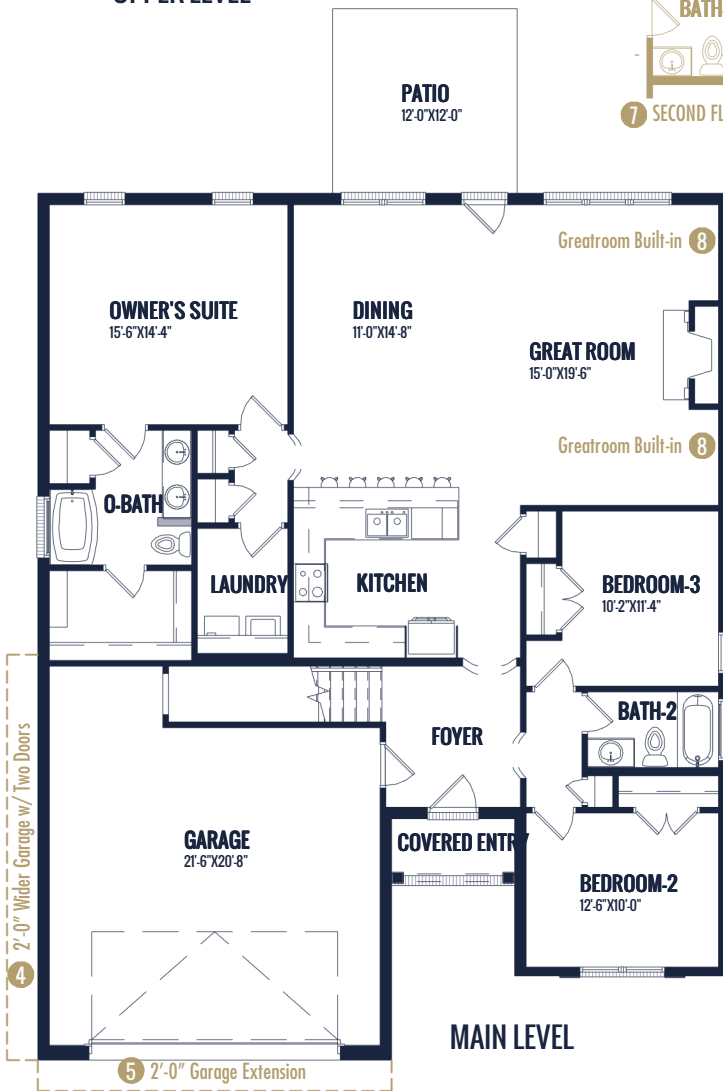 UPPER LEVEL
BATH-
7 SECOND FL
PATIO
12'-0"X12'-0"
Greatroom Built-in 8
OWNER'S SUITE
15'-6"X14'-4"
DINING
11'-0"X14'-8"
GREAT ROOM
15'-0"X19'-6"
Greatroom Built-in 8
O-BATH
LAUNDRY
KITCHEN
BEDROOM-3
10'-2"X11'-4"
BATH-2
FOYER
GARAGE
21'-6"X20'-8"
COVERED ENTRY
BEDROOM-2
12'-6"X10'-0"
4 2'-0" Wider Garage w/ Two Doors
MAIN LEVEL
5 2'-0" Garage Extension